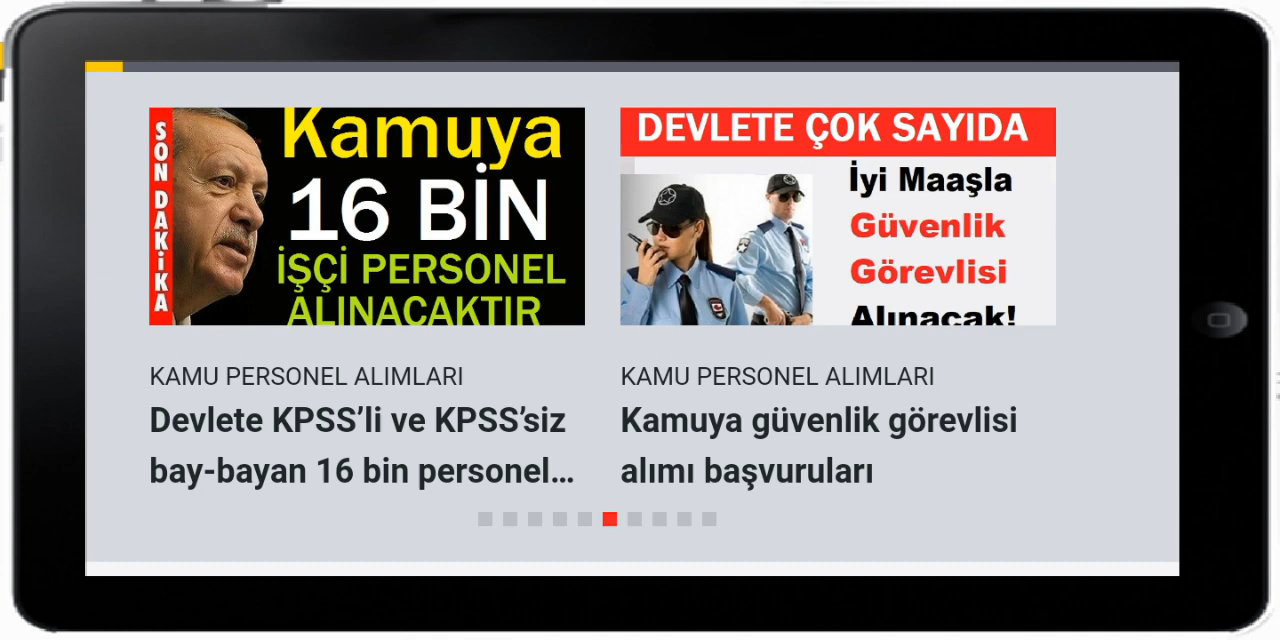 SON DAKİKA
Kamuya
16 BİN
İŞÇİ PERSONEL
ALINACAKTIR
DEVLETE ÇOK SAYIDA
İyi Maaşla
Güvenlik
Görevlisi
Alınacak!
KAMU PERSONEL ALIMLARI
Devlete KPSS’li ve KPSS’siz
bay-bayan 16 bin personel...
KAMU PERSONEL ALIMLARI
Kamuya güvenlik görevlisi
alımı başvuruları